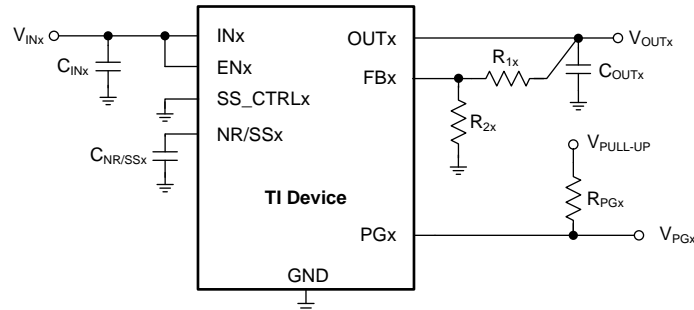 V_INx
C_INx
INx
ENx
SS_CTRLx
NR/SSx
C_NR/SSx
TI Device
OUTx
FBx
PGx
GND
R_1x
R_2x
V_OUTx
C_OUTx
V_PULL-UP
R_PGx
V_PGx